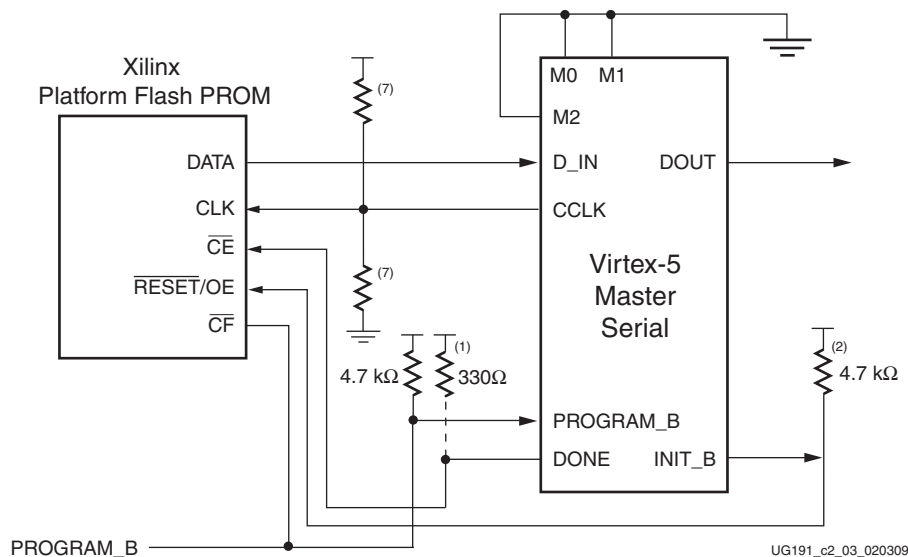 Xilinx
Platform Flash PROM
DATA
CLK
CE
RESET/OE
CF
(7)
(7)
M0 M1
M2
D_IN
DOUT
CCLK
Virtex-5
Master
Serial
(1)
4.7 kΩ
330Ω
(2)
4.7 kΩ
PROGRAM_B
DONE
INIT_B
PROGRAM_B
UG191_c2_03_020309